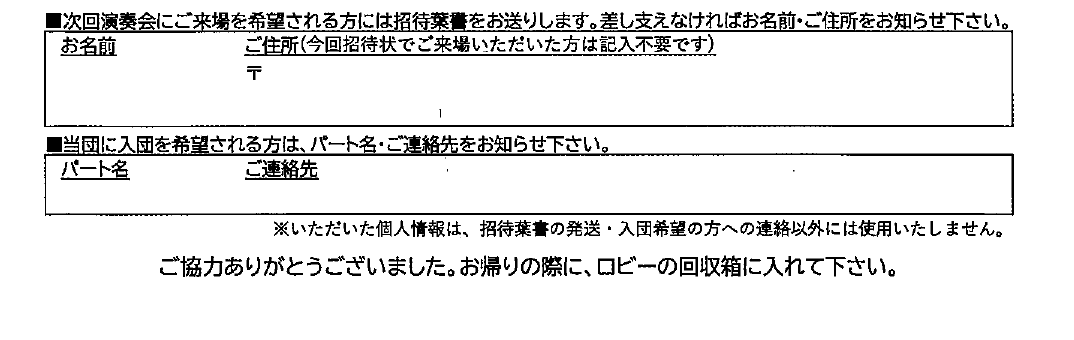 ■次回演奏会にご来場を希望される方には招待葉書をお送りします。差し支えなければお名前・ご住所をお知らせ下さい。
お名前 ご住所(今回招待状でご来場いただいた方は記入不要です)
〒
■当団に入団を希望される方は、パート名・ご連絡先をお知らせ下さい。
パート名 ご連絡先
※いただいた個人情報は、招待葉書の発送・入団希望の方への連絡以外には使用いたしません。
ご協力ありがとうございました。お帰りの際に、ロビーの回収箱に入れて下さい。